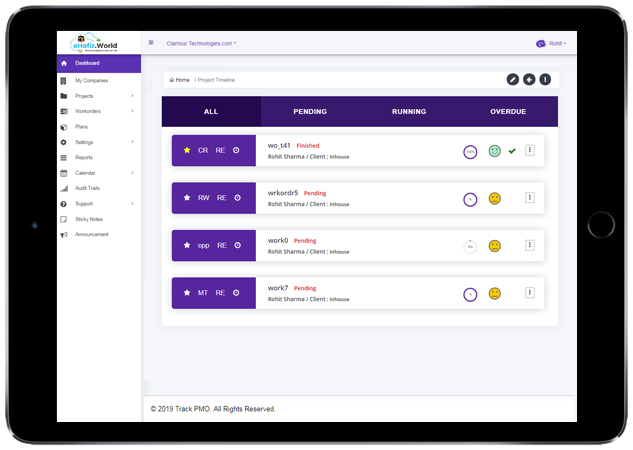 eHafiz.World
Clamour Technologies.com
Rohit
Dashboard
My Companies
Projects
Workorders
Plans
Settings
Reports
Calendar
Audit Trails
Support
Sticky Notes
Announcement
Home / Project Timeline
ALL PENDING RUNNING OVERDUE
CR RE
wo_t41 Finished
Rohit Sharma / Client : Inhouse
100%
RW RE
wrkordr5 Pending
Rohit Sharma / Client : Inhouse
%
opp RE
work0 Pending
Rohit Sharma / Client : Inhouse
0%
MT RE
work7 Pending
Rohit Sharma / Client : Inhouse
%
© 2019 Track PMO. All Rights Reserved.